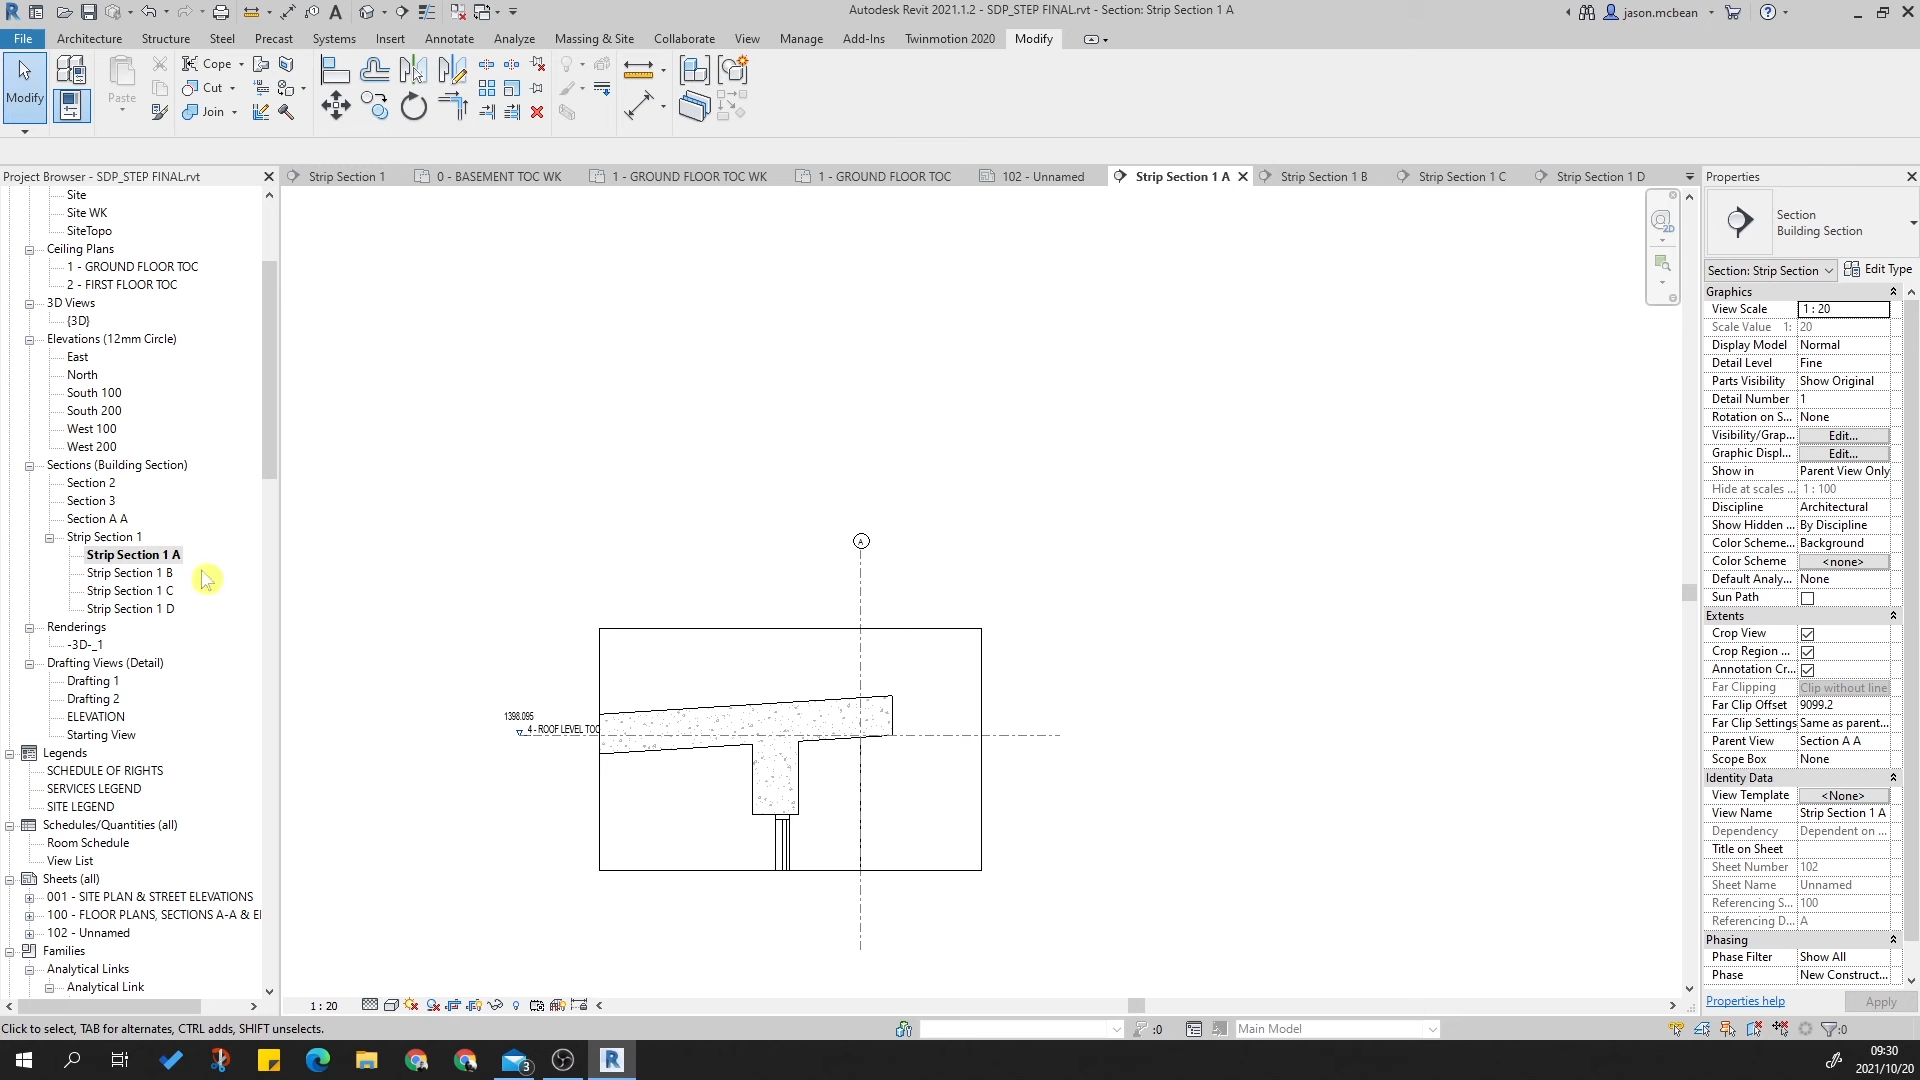 Autodesk Revit 2021.1.2 - SDP_STEP FINAL.rvt - Section: Strip Section 1 A
jason.mcbean
File Architecture Structure Steel Precast Systems Insert Annotate Analyze Massing & Site Collaborate View Manage Add-Ins Twinmotion 2020 Modify
Modify
Paste
Cope
Cut
Join
Project Browser - SDP_STEP FINAL.rvt
Strip Section 1
0 - BASEMENT TOC WK
1 - GROUND FLOOR TOC WK
1 - GROUND FLOOR TOC
102 - Unnamed
Strip Section 1 A
Strip Section 1 B
Strip Section 1 C
Strip Section 1 D
Site
Site WK
SiteTopo
Ceiling Plans
1 - GROUND FLOOR TOC
2 - FIRST FLOOR TOC
3D Views
{3D}
Elevations (12mm Circle)
East
North
South 100
South 200
West 100
West 200
Sections (Building Section)
Section 2
Section 3
Section A A
Strip Section 1
Strip Section 1 A
Strip Section 1 B
Strip Section 1 C
Strip Section 1 D
Renderings
-3D-_1
Drafting Views (Detail)
Drafting 1
Drafting 2
ELEVATION
Starting View
Legends
SCHEDULE OF RIGHTS
SERVICES LEGEND
SITE LEGEND
Schedules/Quantities (all)
Room Schedule
View List
Sheets (all)
001 - SITE PLAN & STREET ELEVATIONS
100 - FLOOR PLANS, SECTIONS A-A & El
102 - Unnamed
Families
Analytical Links
Analytical Link
A
1398.095
4 - ROOF LEVEL TOC
2D
1 : 20
Properties
Section
Building Section
Section: Strip Section
Edit Type
Graphics
View Scale 1 : 20
Scale Value 1: 20
Display Model Normal
Detail Level Fine
Parts Visibility Show Original
Detail Number 1
Rotation on S... None
Visibility/Grap... Edit...
Graphic Displ... Edit...
Show in Parent View Only
Hide at scales ... 1 : 100
Discipline Architectural
Show Hidden ... By Discipline
Color Scheme... Background
Color Scheme <none>
Default Analy... None
Sun Path
Extents
Crop View
Crop Region ...
Annotation Cr...
Far Clipping Clip without line
Far Clip Offset 9099.2
Far Clip Settings Same as parent...
Parent View Section A A
Scope Box None
Identity Data
View Template <None>
View Name Strip Section 1 A
Dependency Dependent on ...
Title on Sheet
Sheet Number 102
Sheet Name Unnamed
Referencing S... 100
Referencing D... A
Phasing
Phase Filter Show All
Phase New Construct...
Properties help
Apply
Click to select, TAB for alternates, CTRL adds, SHIFT unselects.
:0
Main Model
:0
3
09:30
2021/10/20